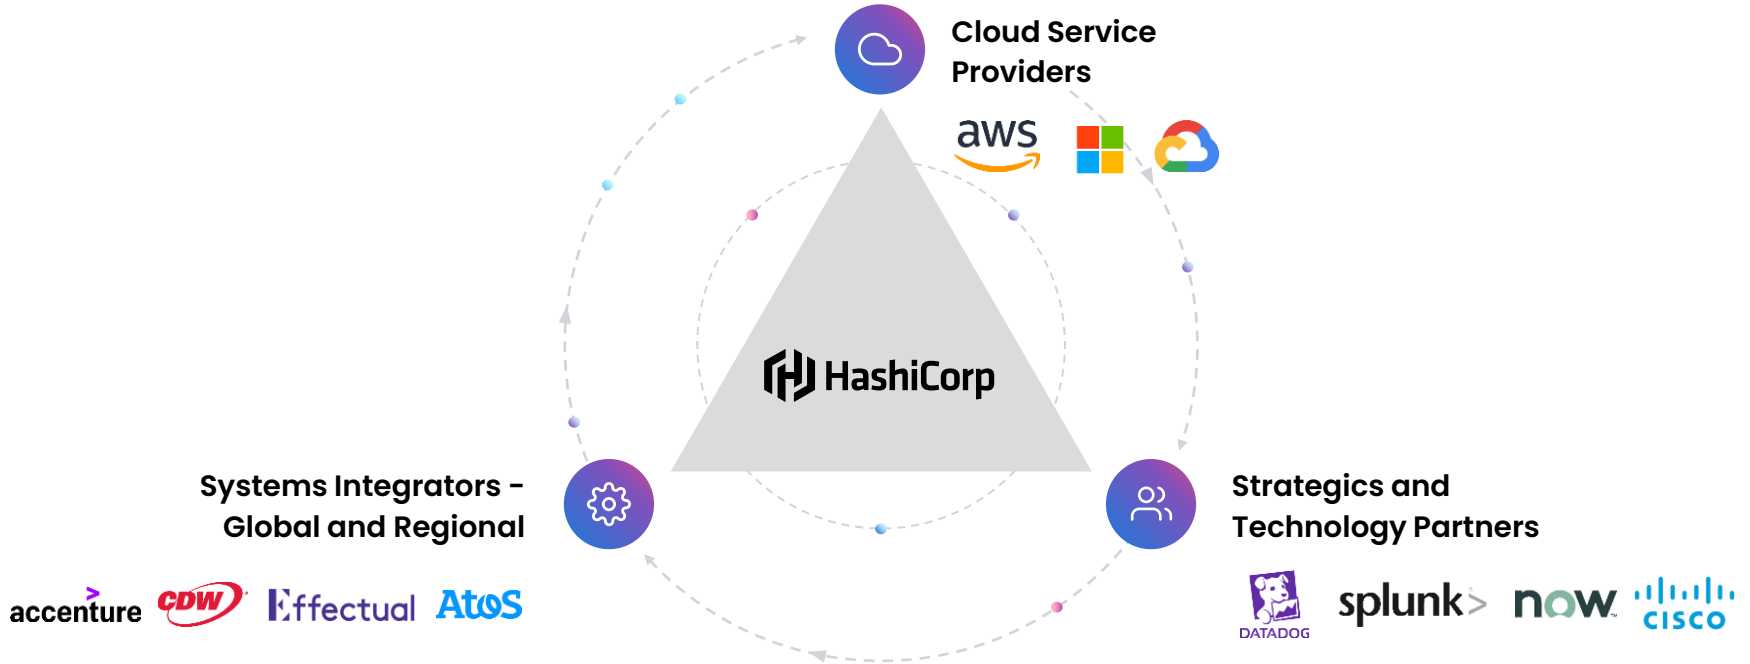 Cloud Service
Providers
aws
HashiCorp
Systems Integrators -
Global and Regional
accenture
CDW
Effectual
Atos
Strategics and
Technology Partners
DATADOG
splunk>
now
CISCO